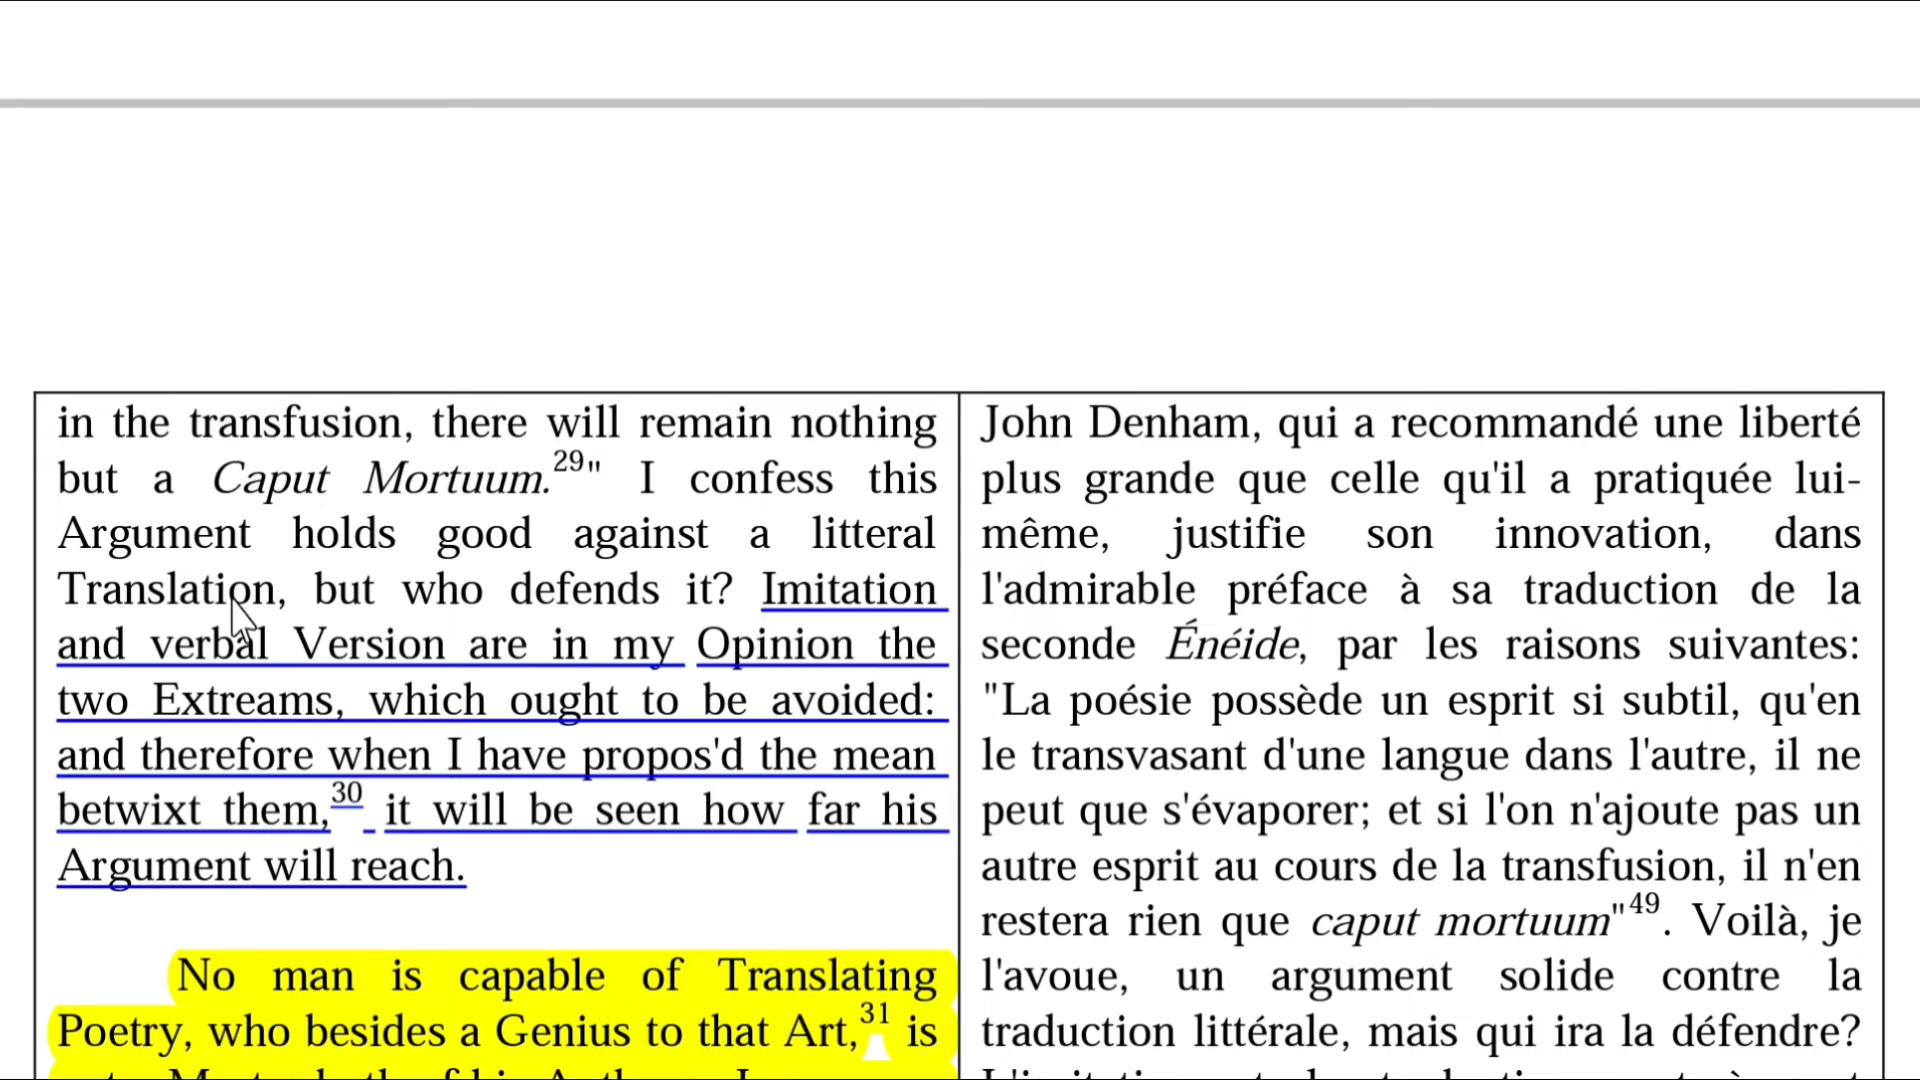 in the transfusion, there will remain nothing
but a Caput Mortuum.29" I confess this
Argument holds good against a litteral
Translation, but who defends it? Imitation
and verbal Version are in my Opinion the
two Extreams, which ought to be avoided:
and therefore when I have propos'd the mean
betwixt them,30 it will be seen how far his
Argument will reach.
No man is capable of Translating
Poetry, who besides a Genius to that Art,31 is
John Denham, qui a recommandé une liberté
plus grande que celle qu'il a pratiquée lui-
même, justifie son innovation, dans
l'admirable préface à sa traduction de la
seconde Énéide, par les raisons suivantes:
"La poésie possède un esprit si subtil, qu'en
le transvasant d'une langue dans l'autre, il ne
peut que s'évaporer; et si l'on n'ajoute pas un
autre esprit au cours de la transfusion, il n'en
restera rien que caput mortuum"49. Voilà, je
l'avoue, un argument solide contre la
traduction littérale, mais qui ira la défendre?